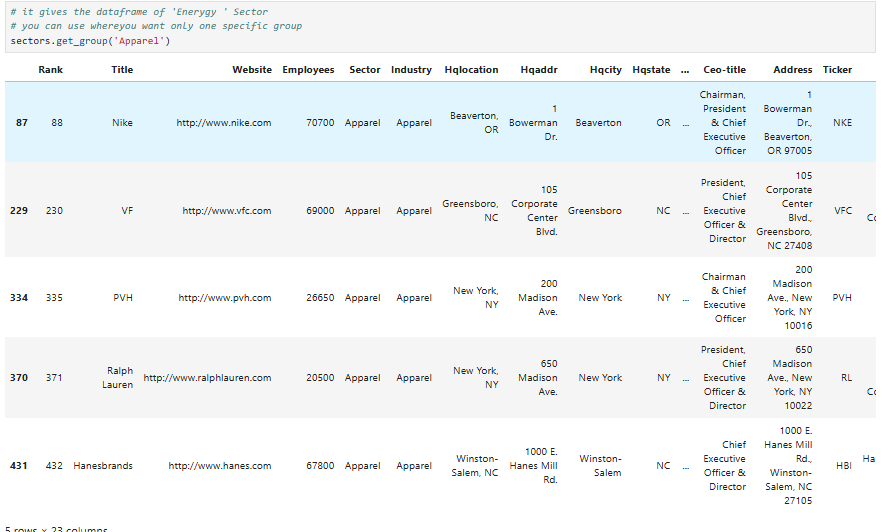 # it gives the dataframe of 'Enerygy ' Sector
# you can use whereyou want only one specific group
sectors.get_group('Apparel')
Rank Title Website Employees Sector Industry Hqlocation Hqaddr Hqcity Hqstate ... Ceo-title Address Ticker
87 88 Nike http://www.nike.com 70700 Apparel Apparel Beaverton, OR 1 Bowerman Dr. Beaverton OR ... Chairman, President & Chief Executive Officer 1 Bowerman Dr., Beaverton, OR 97005 NKE
229 230 VF http://www.vfc.com 69000 Apparel Apparel Greensboro, NC 105 Corporate Center Blvd. Greensboro NC ... President, Chief Executive Officer & Director 105 Corporate Center Blvd., Greensboro, NC 27408 VFC
334 335 PVH http://www.pvh.com 26650 Apparel Apparel New York, NY 200 Madison Ave. New York NY ... Chairman & Chief Executive Officer 200 Madison Ave., New York, NY 10016 PVH
370 371 Ralph Lauren http://www.ralphlauren.com 20500 Apparel Apparel New York, NY 650 Madison Ave. New York NY ... President, Chief Executive Officer & Director 650 Madison Ave., New York, NY 10022 RL
431 432 Hanesbrands http://www.hanes.com 67800 Apparel Apparel Winston-Salem, NC 1000 E. Hanes Mill Rd. Winston-Salem NC ... Chief Executive Officer & Director 1000 E. Hanes Mill Rd., Winston-Salem, NC 27105 HBI
5 rows × 23 columns